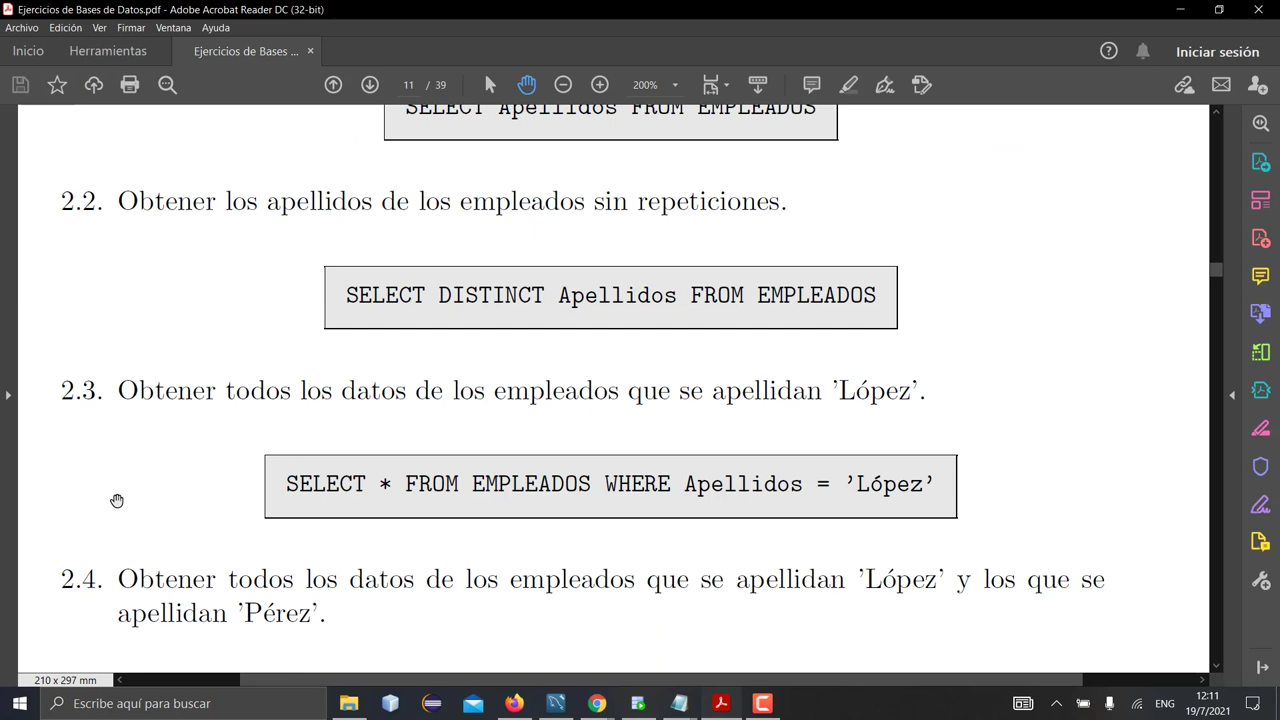 Ejercicios de Bases de Datos.pdf - Adobe Acrobat Reader DC (32-bit)
Archivo Edición Ver Firmar Ventana Ayuda
Inicio Herramientas Ejercicios de Bases ... × Iniciar sesión
11 / 39 200%
SELECT Apellidos FROM EMPLEADOS
2.2. Obtener los apellidos de los empleados sin repeticiones.
SELECT DISTINCT Apellidos FROM EMPLEADOS
2.3. Obtener todos los datos de los empleados que se apellidan ’López’.
SELECT * FROM EMPLEADOS WHERE Apellidos = ’López’
2.4. Obtener todos los datos de los empleados que se apellidan ’López’ y los que se
apellidan ’Pérez’.
210 x 297 mm
Escribe aquí para buscar
ENG
12:11
19/7/2021